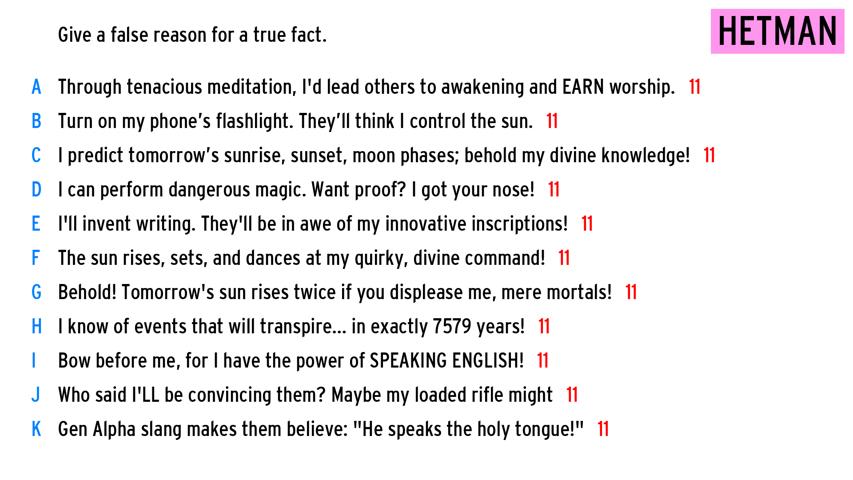 Give a false reason for a true fact.
HETMAN
A Through tenacious meditation, I'd lead others to awakening and EARN worship. 11
B Turn on my phone’s flashlight. They’ll think I control the sun. 11
C I predict tomorrow’s sunrise, sunset, moon phases; behold my divine knowledge! 11
D I can perform dangerous magic. Want proof? I got your nose! 11
E I'll invent writing. They'll be in awe of my innovative inscriptions! 11
F The sun rises, sets, and dances at my quirky, divine command! 11
G Behold! Tomorrow's sun rises twice if you displease me, mere mortals! 11
H I know of events that will transpire... in exactly 7579 years! 11
I Bow before me, for I have the power of SPEAKING ENGLISH! 11
J Who said I'LL be convincing them? Maybe my loaded rifle might 11
K Gen Alpha slang makes them believe: "He speaks the holy tongue!" 11